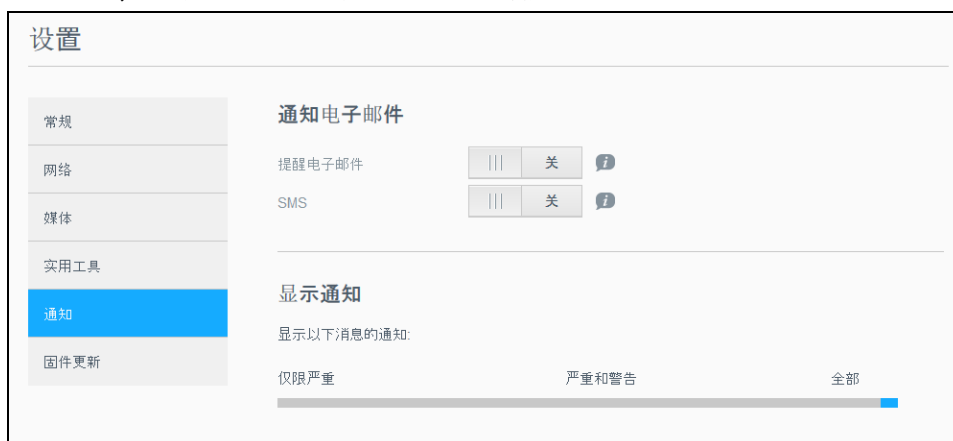 设置
常规
网络
媒体
实用工具
通知
固件更新
通知电子邮件
提醒电子邮件 关
SMS 关
显示通知
显示以下消息的通知:
仅限严重 严重和警告 全部